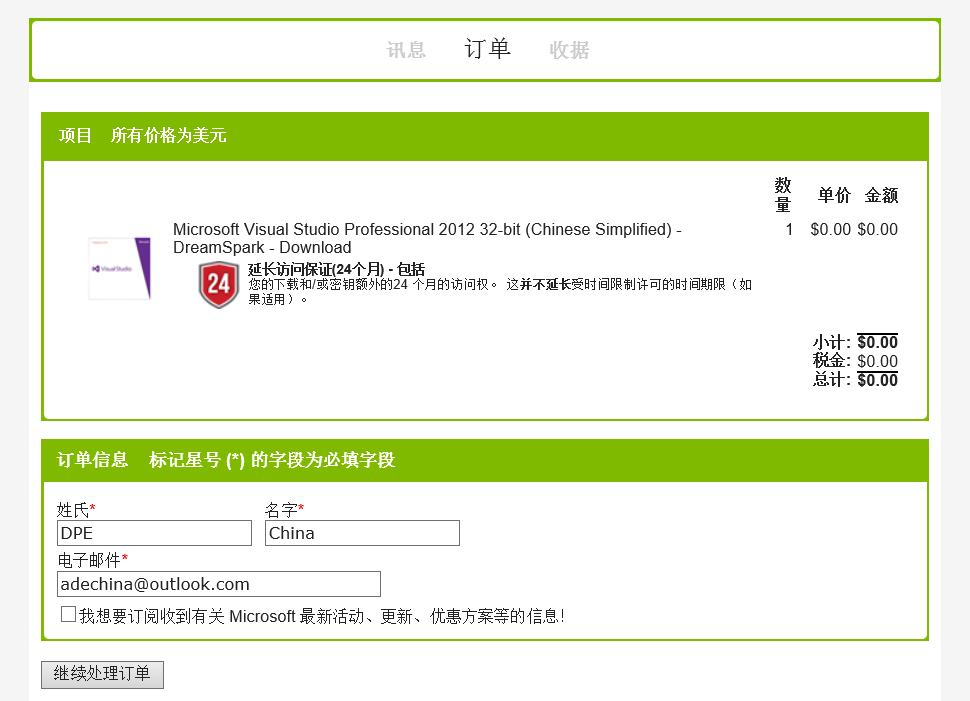 讯息 订单 收据
项目 所有价格为美元
数量 单价 金额
Microsoft Visual Studio Professional 2012 32-bit (Chinese Simplified) - 1 $0.00 $0.00
DreamSpark - Download
Visual Studio
24
延长访问保证(24个月) - 包括
您的下载和/或密钥额外的24 个月的访问权。 这并不延长受时间限制许可的时间期限（如
果适用）。
小计: $0.00
税金: $0.00
总计: $0.00
订单信息 标记星号 (*) 的字段为必填字段
姓氏* 名字*
DPE China
电子邮件*
adechina@outlook.com
我想要订阅收到有关 Microsoft 最新活动、更新、优惠方案等的信息!
继续处理订单